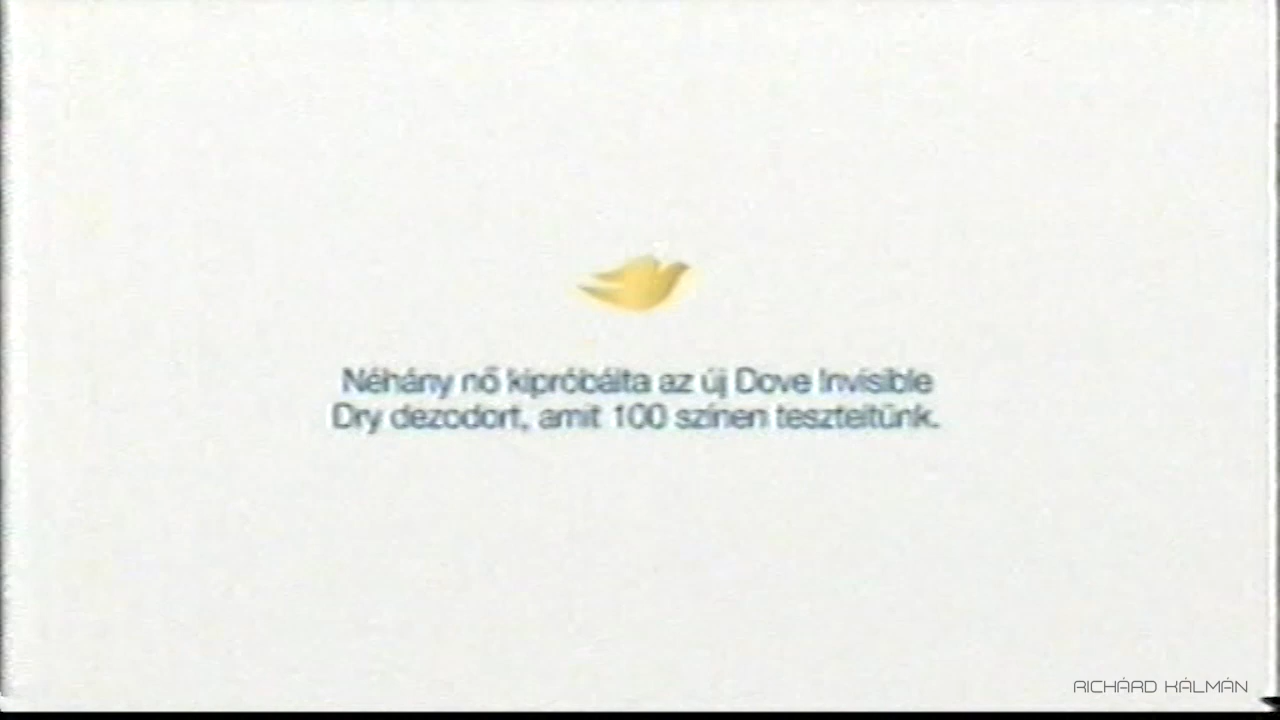 Néhány nő kipróbálta az új Dove Invisible
Dry dezodort, amit 100 színen teszteltünk.
RICHÁRD KÁLMÁN